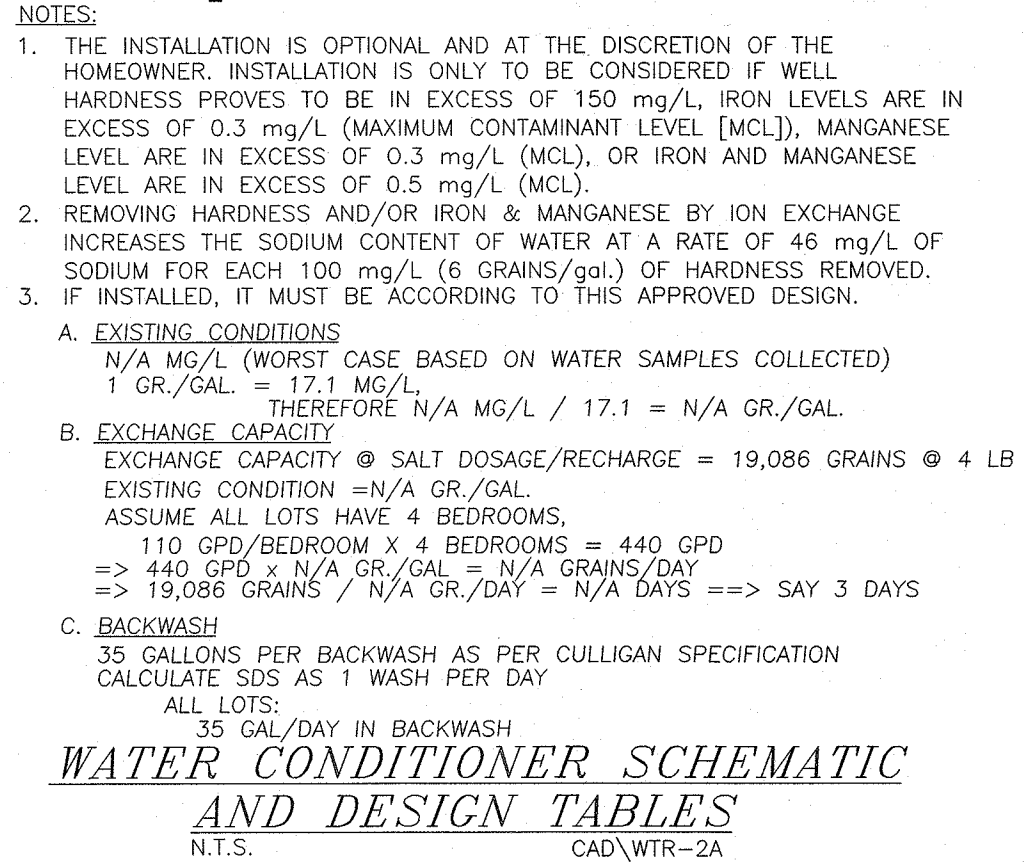 NOTES:
1. THE INSTALLATION IS OPTIONAL AND AT THE DISCRETION OF THE
HOMEOWNER. INSTALLATION IS ONLY TO BE CONSIDERED IF WELL
HARDNESS PROVES TO BE IN EXCESS OF 150 mg/L, IRON LEVELS ARE IN
EXCESS OF 0.3 mg/L (MAXIMUM CONTAMINANT LEVEL [MCL]), MANGANESE
LEVEL ARE IN EXCESS OF 0.3 mg/L (MCL), OR IRON AND MANGANESE
LEVEL ARE IN EXCESS OF 0.5 mg/L (MCL).
2. REMOVING HARDNESS AND/OR IRON & MANGANESE BY ION EXCHANGE
INCREASES THE SODIUM CONTENT OF WATER AT A RATE OF 46 mg/L OF
SODIUM FOR EACH 100 mg/L (6 GRAINS/gal.) OF HARDNESS REMOVED.
3. IF INSTALLED, IT MUST BE ACCORDING TO THIS APPROVED DESIGN.
A. EXISTING CONDITIONS
N/A MG/L (WORST CASE BASED ON WATER SAMPLES COLLECTED)
1 GR./GAL. = 17.1 MG/L,
THEREFORE N/A MG/L / 17.1 = N/A GR./GAL.
B. EXCHANGE CAPACITY
EXCHANGE CAPACITY @ SALT DOSAGE/RECHARGE = 19,086 GRAINS @ 4 LB
EXISTING CONDITION =N/A GR./GAL.
ASSUME ALL LOTS HAVE 4 BEDROOMS,
110 GPD/BEDROOM X 4 BEDROOMS = 440 GPD
=> 440 GPD x N/A GR./GAL = N/A GRAINS/DAY
=> 19,086 GRAINS / N/A GR./DAY = N/A DAYS ==> SAY 3 DAYS
C. BACKWASH
35 GALLONS PER BACKWASH AS PER CULLIGAN SPECIFICATION
CALCULATE SDS AS 1 WASH PER DAY
ALL LOTS:
35 GAL/DAY IN BACKWASH
WATER CONDITIONER SCHEMATIC
AND DESIGN TABLES
N.T.S. CAD\WTR-2A